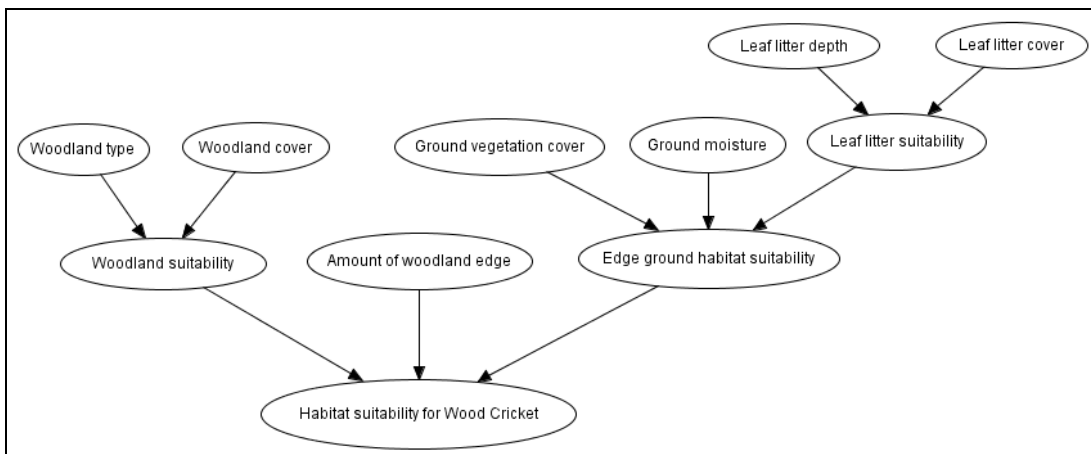 Leaf litter depth
Leaf litter cover
Woodland type
Woodland cover
Ground vegetation cover
Ground moisture
Leaf litter suitability
Woodland suitability
Amount of woodland edge
Edge ground habitat suitability
Habitat suitability for Wood Cricket